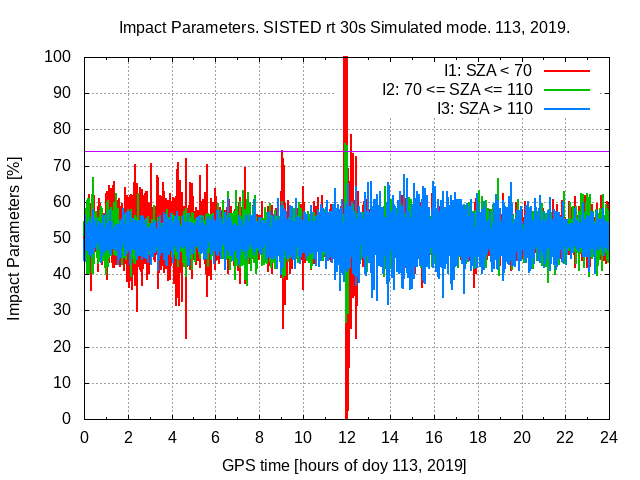 Impact Parameters. SISTED rt 30s Simulated mode. 113, 2019.
I1: SZA < 70
I2: 70 <= SZA <= 110
I3: SZA > 110
Impact Parameters [%]
100
90
80
70
60
50
40
30
20
10
0
0 2 4 6 8 10 12 14 16 18 20 22 24
GPS time [hours of doy 113, 2019]